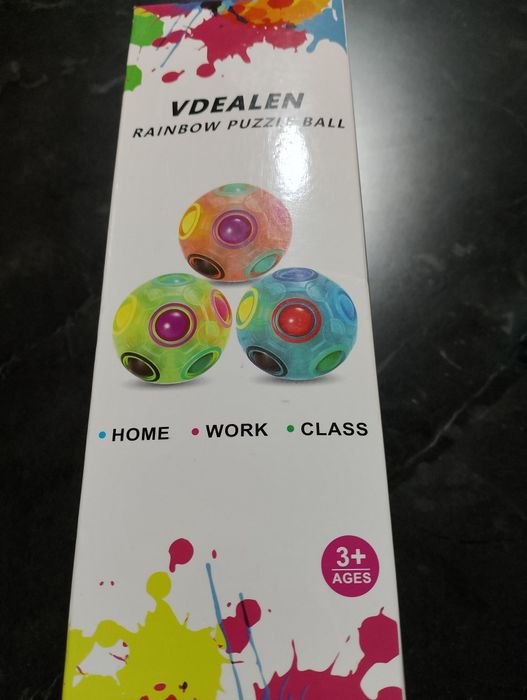 VDEALEN
RAINBOW PUZZLE BALL
HOME • WORK • CLASS
3+
AGES